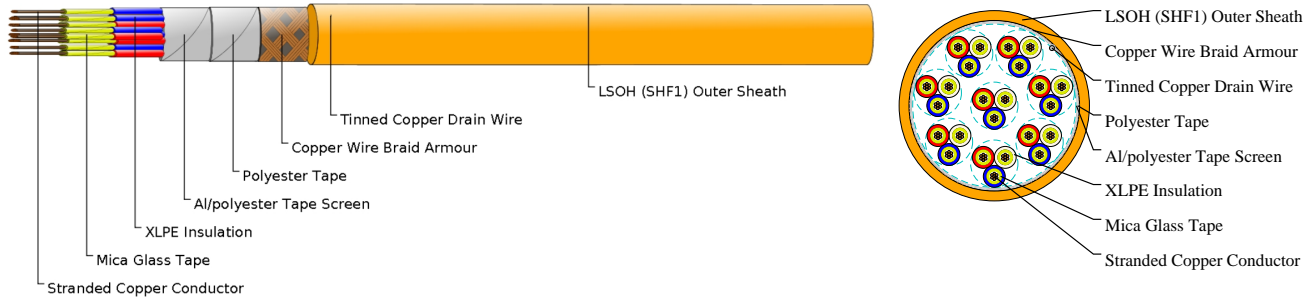 LSOH (SHF1) Outer Sheath
Tinned Copper Drain Wire
Copper Wire Braid Armour
Polyester Tape
Al/polyester Tape Screen
XLPE Insulation
Mica Glass Tape
Stranded Copper Conductor
LSOH (SHF1) Outer Sheath
Copper Wire Braid Armour
Tinned Copper Drain Wire
Polyester Tape
Al/polyester Tape Screen
XLPE Insulation
Mica Glass Tape
Stranded Copper Conductor